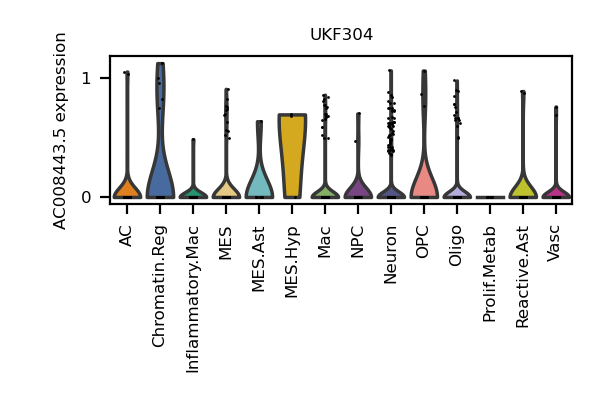 UKF304
AC008443.5 expression
1
0
AC
Chromatin.Reg
Inflammatory.Mac
MES
MES.Ast
MES.Hyp
Mac
NPC
Neuron
OPC
Oligo
Prolif.Metab
Reactive.Ast
Vasc